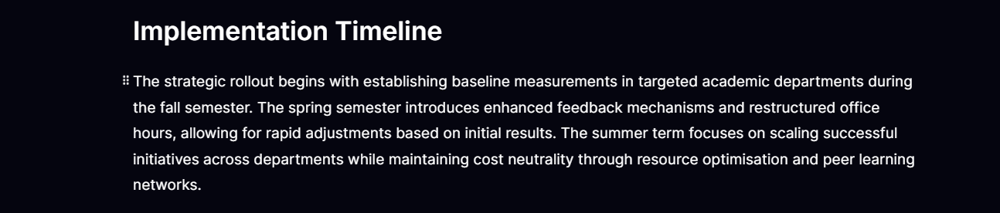 Implementation Timeline
The strategic rollout begins with establishing baseline measurements in targeted academic departments during
the fall semester. The spring semester introduces enhanced feedback mechanisms and restructured office
hours, allowing for rapid adjustments based on initial results. The summer term focuses on scaling successful
initiatives across departments while maintaining cost neutrality through resource optimisation and peer learning
networks.